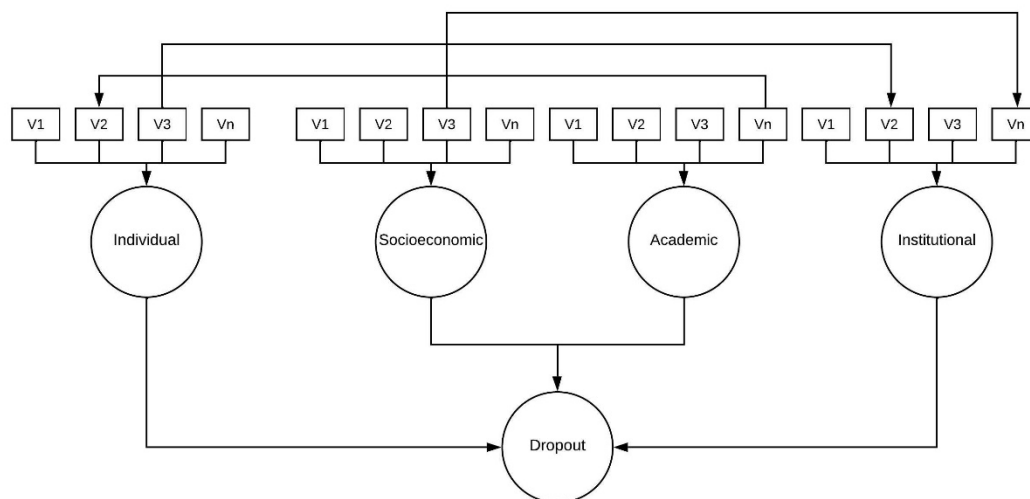 V1 V2 V3 Vn V1 V2 V3 Vn V1 V2 V3 Vn V1 V2 V3 Vn
Individual Socioeconomic Academic Institutional
Dropout